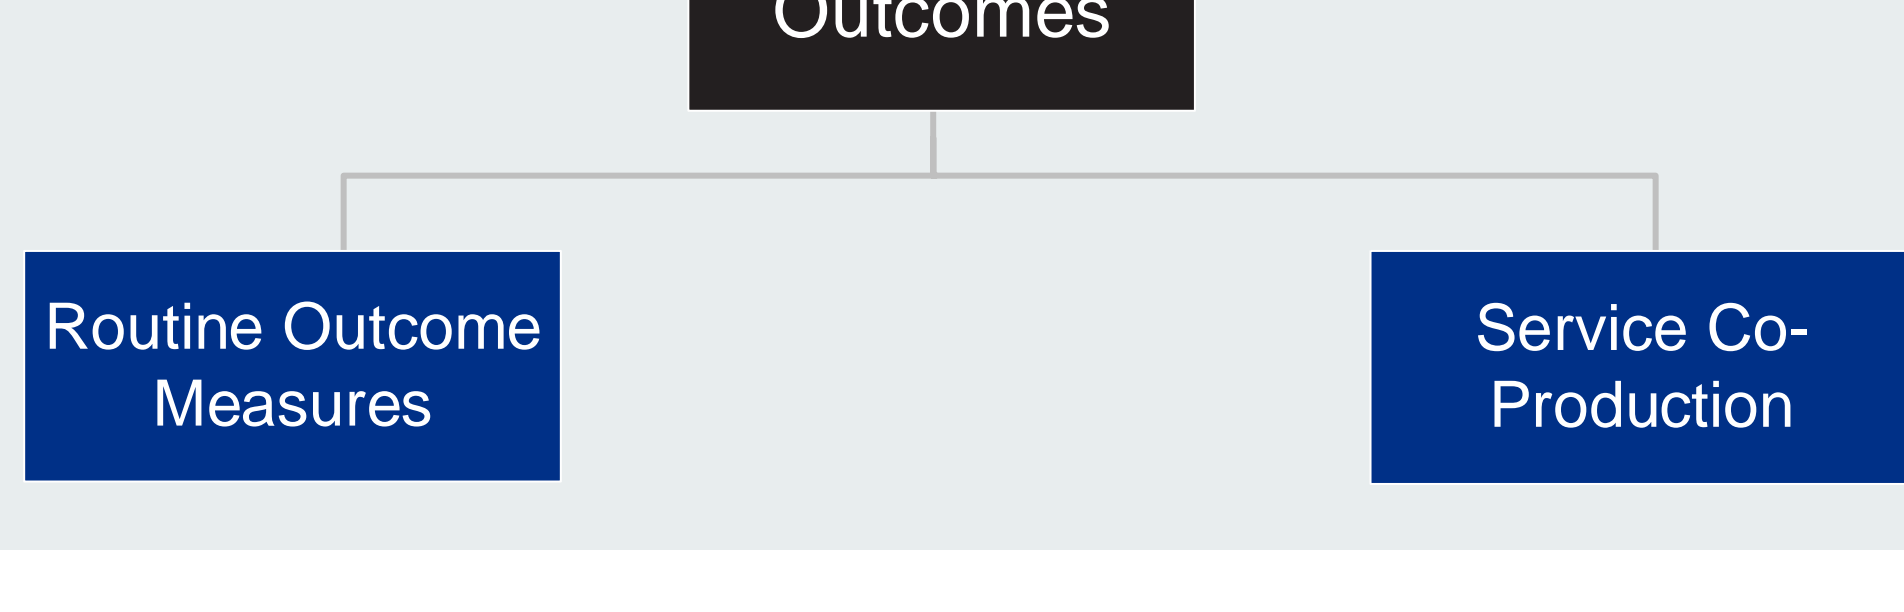 Outcomes
Routine Outcome
Measures
Service Co-
Production